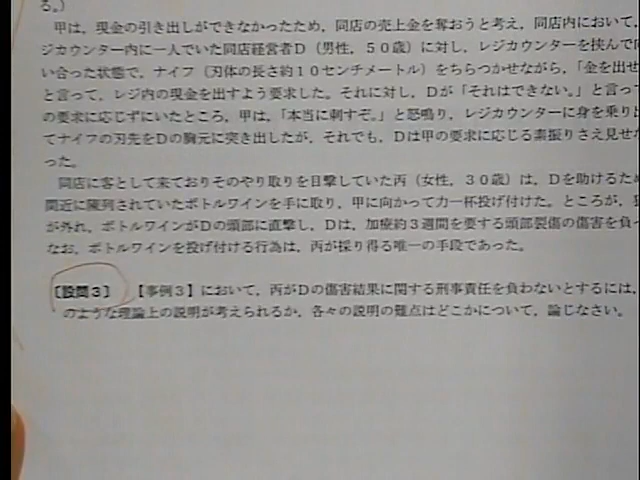 る。）
甲は，現金の引き出しができなかったため，同店の売上金を奪おうと考え，同店内において，
ジカウンター内に一人でいた同店経営者Ｄ（男性，５０歳）に対し，レジカウンターを挟んで向
い合った状態で，ナイフ（刃体の長さ約１０センチメートル）をちらつかせながら，「金を出せ
と言って，レジ内の現金を出すよう要求した。それに対し，Ｄが「それはできない。」と言って
の要求に応じずにいたところ，甲は，「本当に刺すぞ。」と怒鳴り，レジカウンターに身を乗り出
てナイフの刃先をＤの胸元に突き出したが，それでも，Ｄは甲の要求に応じる素振りさえ見せな
った。
同店に客として来ておりそのやり取りを目撃していた丙（女性，３０歳）は，Ｄを助けるため
間近に陳列されていたボトルワインを手に取り，甲に向かって力一杯投げ付けた。ところが，狙
が外れ，ボトルワインがＤの頭部に直撃し，Ｄは，加療約３週間を要する頭部裂傷の傷害を負っ
なお，ボトルワインを投げ付ける行為は，丙が採り得る唯一の手段であった。
〔設問３〕 【事例３】において，丙がＤの傷害結果に関する刑事責任を負わないとするには，
のような理論上の説明が考えられるか，各々の説明の難点はどこかについて，論じなさい。